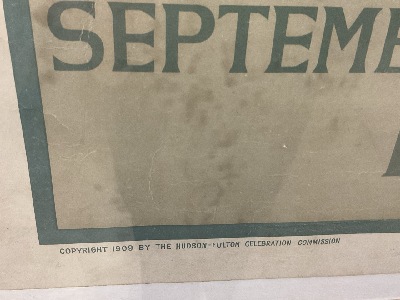 SEPTEME
COPYRIGHT 1909 BY THE HUDSON-FULTON CELEBRATION COMMISSION